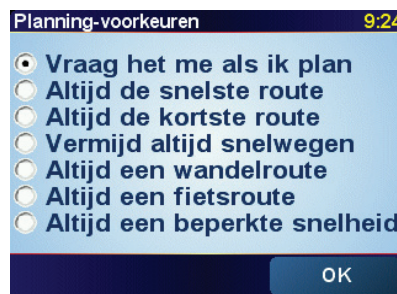 Planning-voorkeuren 9:24
Vraag het me als ik plan
Altijd de snelste route
Altijd de kortste route
Vermijd altijd snelwegen
Altijd een wandelroute
Altijd een fietsroute
Altijd een beperkte snelheid
OK